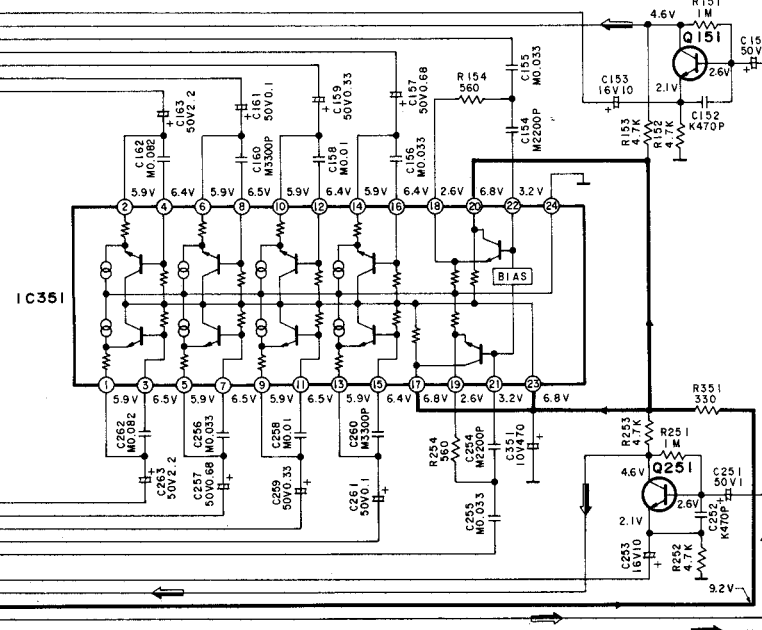 R151
1M
4.6V
Q151
2.6V
2.1V
C153
16V10
C152
K470P
R153
4.7K
R152
4.7K
C155
M0.033
R154
560
C154
M2200P
C157
50V0.68
C156
M0.033
C159
50V0.33
C158
M0.01
C161
50V0.1
C160
M3300P
C163
50V2.2
C162
M0.082
5.9V 6.4V 5.9V 6.5V 5.9V 6.4V 5.9V 6.4V 2.6V 6.8V 3.2V
2 4 6 8 10 12 14 16 18 20 22 24
BIAS
IC351
1 3 5 7 9 11 13 15 17 19 21 23
5.9V 6.5V 5.9V 6.5V 5.9V 6.5V 5.9V 6.4V 6.8V 2.6V 3.2V 6.8V
C262
M0.082
C263
50V2.2
C256
M0.033
C257
50V0.68
C258
M0.01
C259
50V0.33
C260
M3300P
C261
50V0.1
R254
560
C254
M2200P
C255
M0.033
C351
10V470
R351
330
R253
4.7K
R251
1M
Q251
4.6V
2.6V
2.1V
C251
50V1
C252
K470P
C253
16V10
R252
4.7K
9.2V